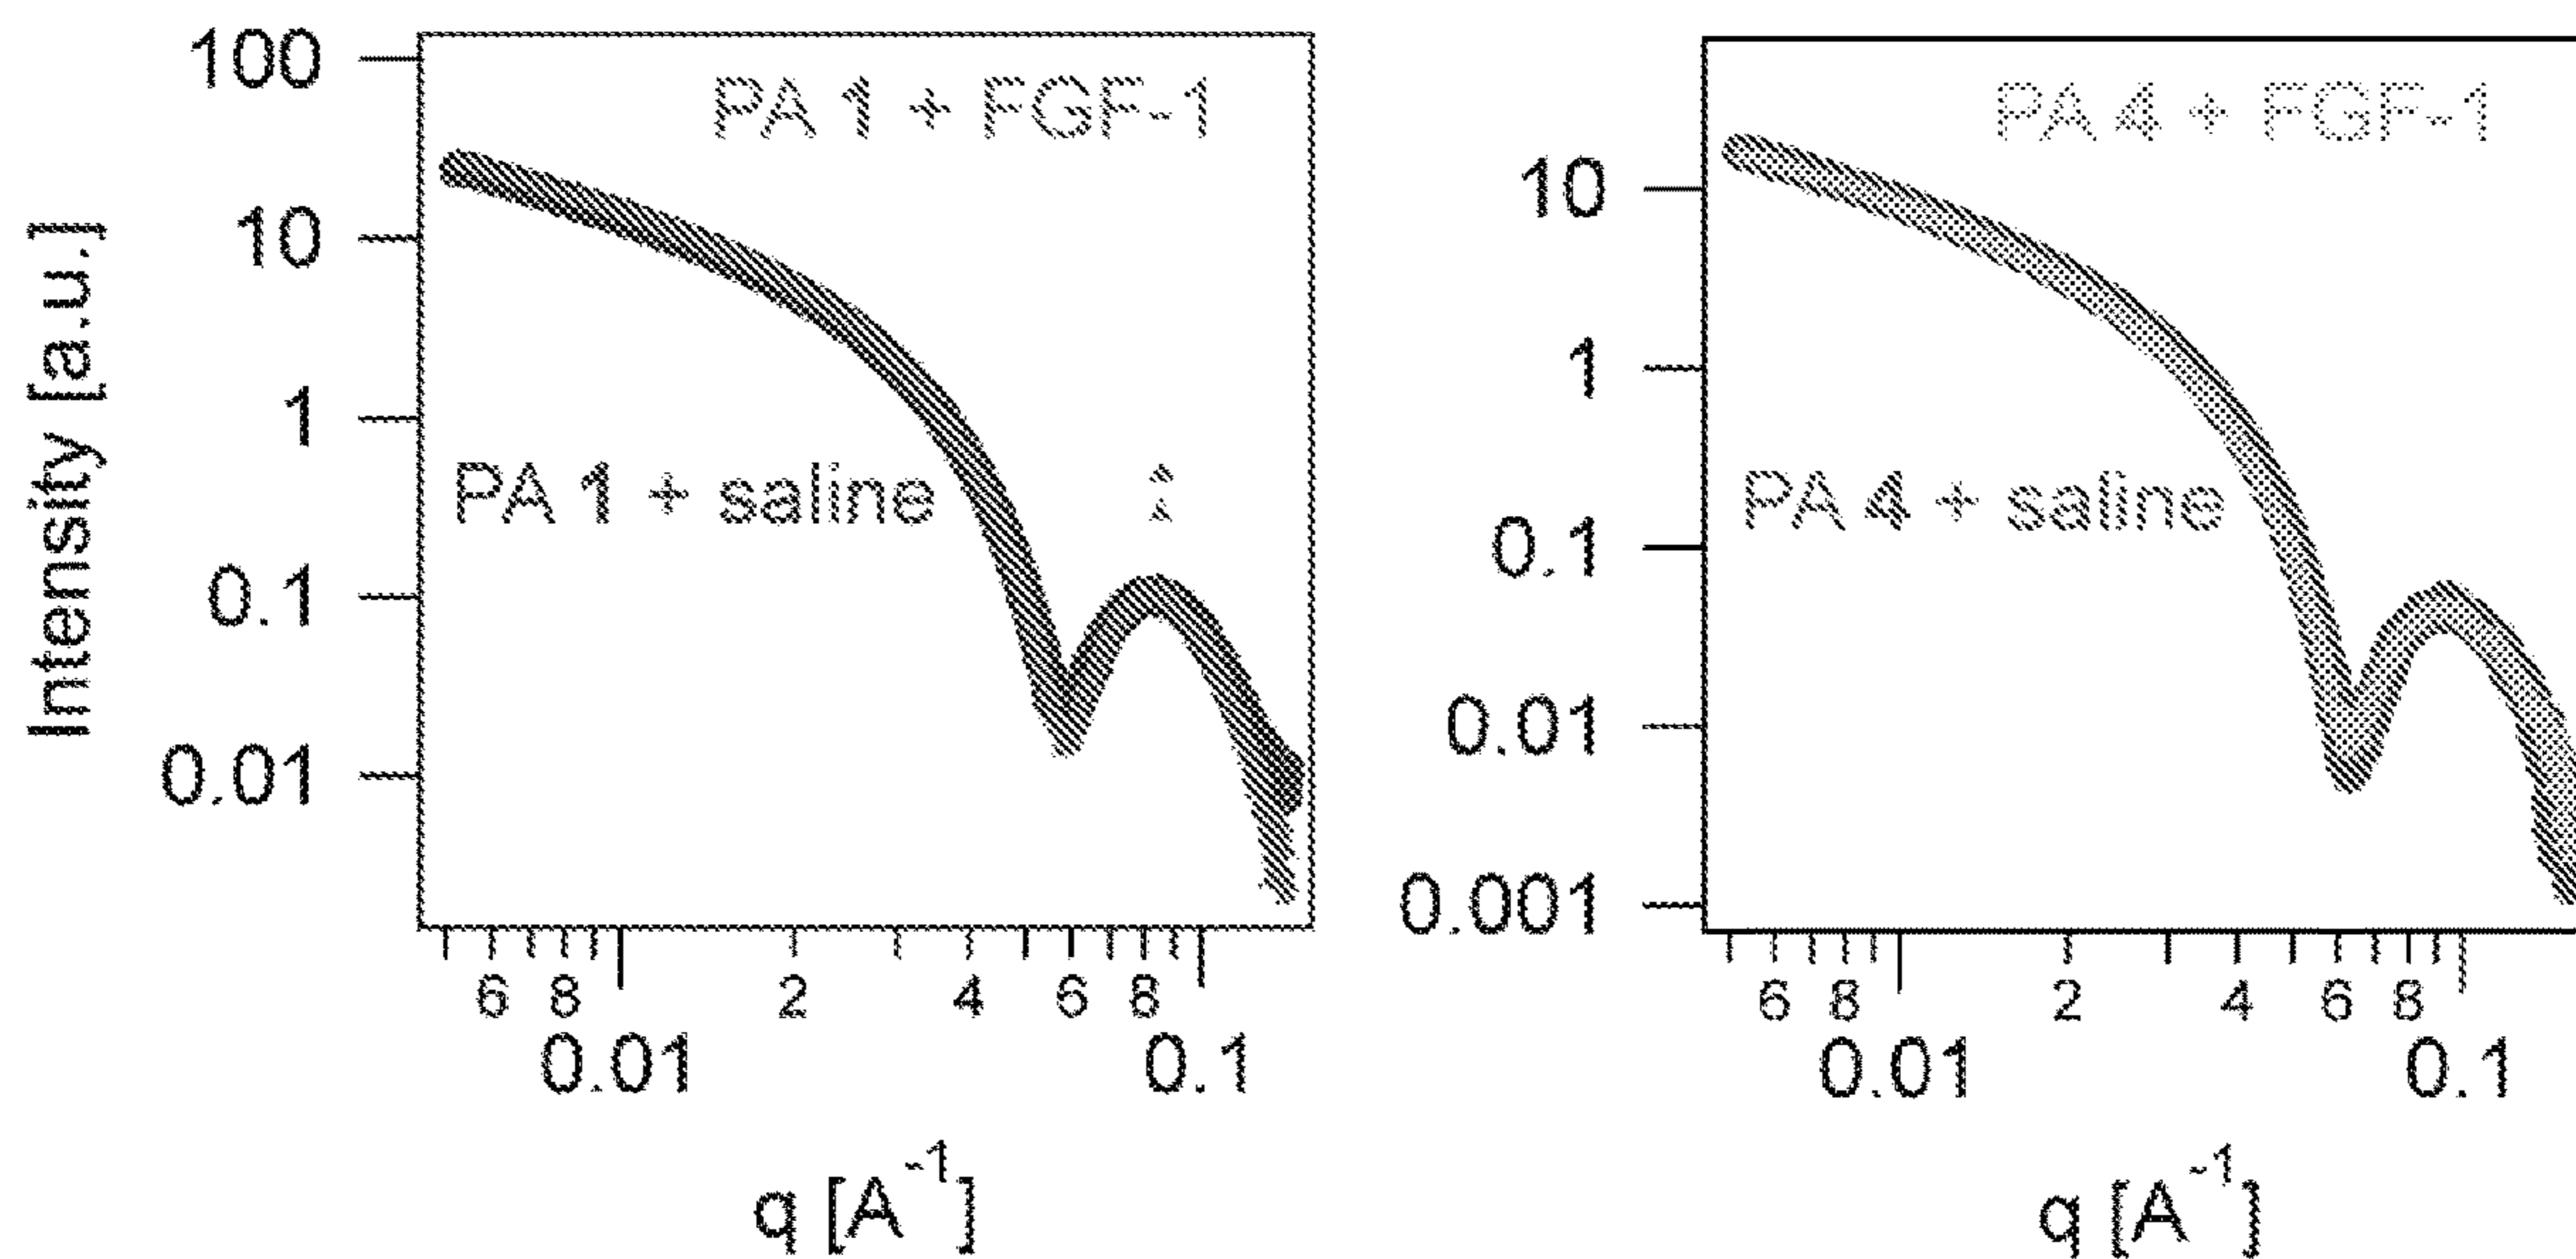 100
10
1
0.1
0.01
Intensity [a.u.]
PA 1 + FGF-1
PA 1 + saline
6 8 2 4 6 8
0.01 0.1
q [A-1]
10
1
0.1
0.01
0.001
PA 4 + FGF-1
PA 4 + saline
6 8 2 4 6 8
0.01 0.1
q [A-1]